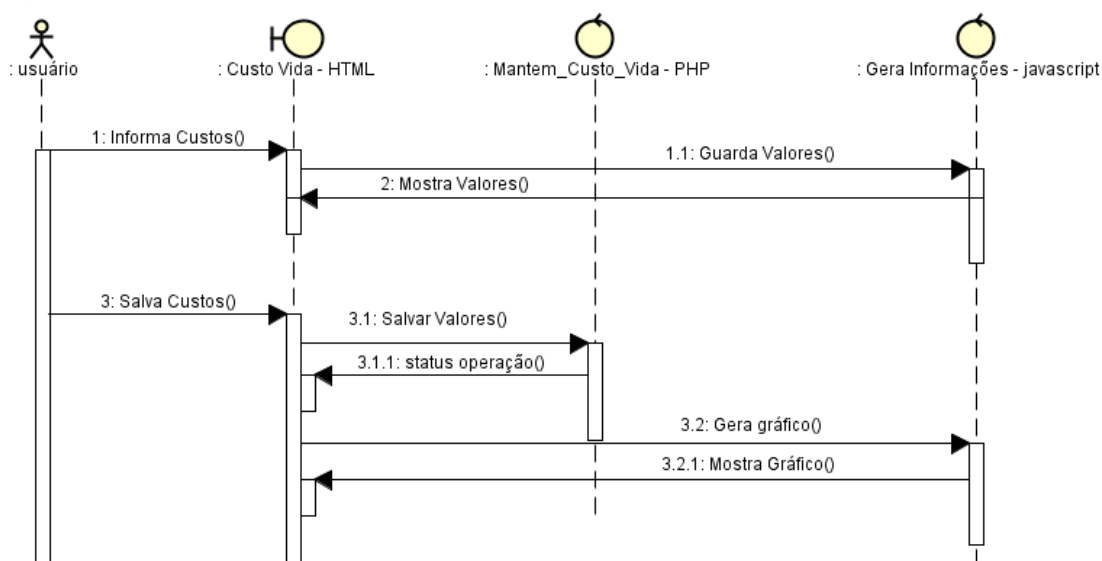 : usuário
: Custo Vida - HTML
: Mantem_Custo_Vida - PHP
: Gera Informações - javascript
1: Informa Custos()
1.1: Guarda Valores()
2: Mostra Valores()
3: Salva Custos()
3.1: Salvar Valores()
3.1.1: status operação()
3.2: Gera gráfico()
3.2.1: Mostra Gráfico()